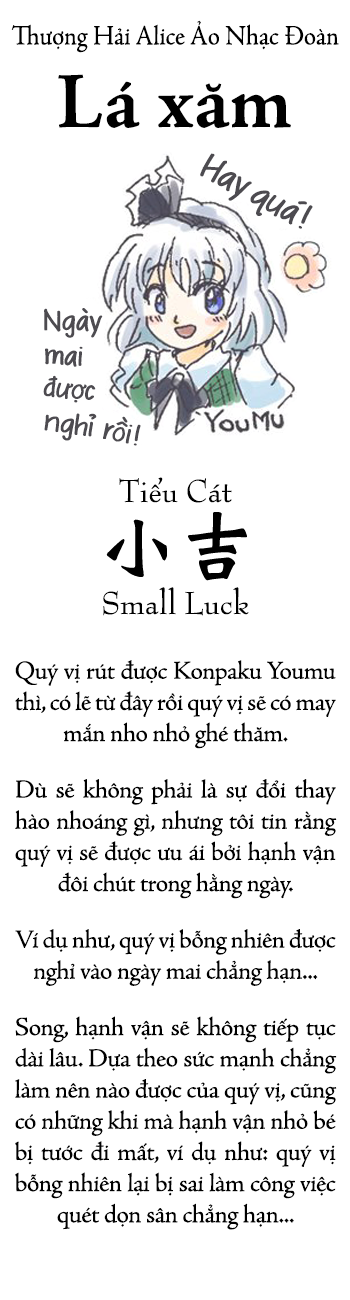 Thượng Hải Alice Ảo Nhạc Đoàn
Lá xăm
Hay quá!
Ngày
mai
được
nghỉ rồi!
YouMu
Tiểu Cát
小吉
Small Luck
Quý vị rút được Konpaku Youmu
thì, có lẽ từ đây rồi quý vị sẽ có may
mắn nho nhỏ ghé thăm.
Dù sẽ không phải là sự đổi thay
hào nhoáng gì, nhưng tôi tin rằng
quý vị sẽ được ưu ái bởi hạnh vận
đôi chút trong hằng ngày.
Ví dụ như, quý vị bỗng nhiên được
nghỉ vào ngày mai chẳng hạn...
Song, hạnh vận sẽ không tiếp tục
dài lâu. Dựa theo sức mạnh chẳng
làm nên nào được của quý vị, cũng
có những khi mà hạnh vận nhỏ bé
bị tước đi mất, ví dụ như: quý vị
bỗng nhiên lại bị sai làm công việc
quét dọn sân chẳng hạn...